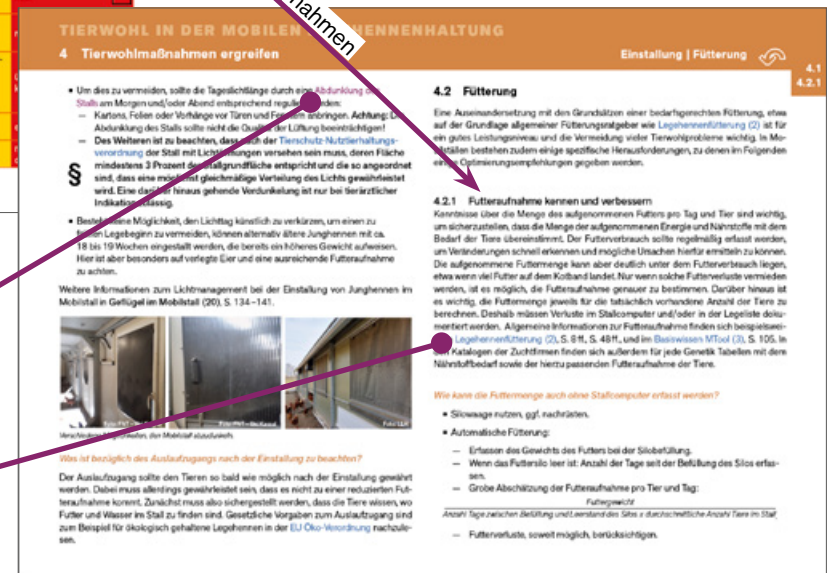 nahmen
TIERWOHL IN DER MOBILEN HENNENHALTUNG
4 Tierwohlmaßnahmen ergreifen
Einstallung | Fütterung
4.1
4.2.1
■ Um dies zu vermeiden, sollte die Tageslichtlänge durch eine Abdunklung
Stalls am Morgen und/oder Abend entsprechend werden:
— Kartons, Folien oder Vorhänge vor Türen und anbringen. Achtung:
Abdunklung des Stalls sollte nicht die der Lüftung beeinträchtigen!
— Des Weiteren ist zu beachten, dass der Tierschutz-Nutztierhaltungs-
verordnung der Stall mit versehen sein muss, deren Fläche
§
mindestens 3 Prozent der entspricht und die so angeordnet
sind, dass eine gleichmäßige Verteilung des Lichts gewährleistet
wird. Eine hinaus gehende Verdunkelung ist nur bei tierärztlicher
Indikation
■ eine Möglichkeit, den Lichttag künstlich zu verkürzen, um einen zu
Legebeginn zu vermeiden, können alternativ ältere Junghennen mit ca.
18 bis 19 Wochen eingestallt werden, die bereits ein höheres Gewicht aufweisen.
Hier ist aber besonders auf verlegte Eier und eine ausreichende Futteraufnahme
zu achten.
Weitere Informationen zum Lichtmanagement bei der Einstallung von Junghennen im
Mobilstall in Geflügel im Mobilstall (20), S. 134–141.
Verschiedene Möglichkeiten, den Mobilstall abzudunkeln.
Was ist bezüglich des Auslaufzugangs nach der Einstallung zu beachten?
Der Auslaufzugang sollte den Tieren so bald wie möglich nach der Einstallung gewährt
werden. Dabei muss allerdings gewährleistet sein, dass es nicht zu einer reduzierten Fut-
teraufnahme kommt. Zunächst muss also sichergestellt werden, dass die Tiere wissen, wo
Futter und Wasser im Stall zu finden sind. Gesetzliche Vorgaben zum Auslaufzugang sind
zum Beispiel für ökologisch gehaltene Legehennen in der EU Öko-Verordnung nachzule-
sen.
4.2 Fütterung
Eine Auseinandersetzung mit den Grundsätzen einer bedarfsgerechten Fütterung, etwa
auf der Grundlage allgemeiner Fütterungsratgeber wie Legehennenfütterung (2) ist für
ein gutes Leistungsniveau und die Vermeidung vieler Tierwohlprobleme wichtig. In Mo-
bilställen bestehen zudem einige spezifische Herausforderungen, zu denen im Folgenden
einige Optimierungsempfehlungen gegeben werden.
4.2.1 Futteraufnahme kennen und verbessern
Kenntnisse über die Menge des aufgenommenen Futters pro Tag und Tier sind wichtig,
um sicherzustellen, dass die Menge der aufgenommenen Energie und Nährstoffe mit dem
Bedarf der Tiere übereinstimmt. Der Futterverbrauch sollte regelmäßig erfasst werden,
um Veränderungen schnell erkennen und mögliche Ursachen hierfür ermitteln zu können.
Die aufgenommene Futtermenge kann aber deutlich unter dem Futterverbrauch liegen,
etwa wenn viel Futter auf dem Kotband landet. Nur wenn solche Futterverluste vermieden
werden, ist es möglich, die Futteraufnahme genauer zu bestimmen. Darüber hinaus ist
es wichtig, die Futtermenge jeweils für die tatsächlich vorhandene Anzahl der Tiere zu
berechnen. Deshalb müssen Verluste im Stallcomputer und/oder in der Legeliste doku-
mentiert werden. Allgemeine Informationen zur Futteraufnahme finden sich beispielswei-
Legehennenfütterung (2), S. 8 ff., S. 48 ff., und im Basiswissen MTool (3), S. 105. In
den Katalogen der Zuchtfirmen finden sich außerdem für jede Genetik Tabellen mit dem
Nährstoffbedarf sowie der hierzu passenden Futteraufnahme der Tiere.
Wie kann die Futtermenge auch ohne Stallcomputer erfasst werden?
■ Silowaage nutzen, ggf. nachrüsten.
■ Automatische Fütterung:
— Erfassen des Gewichts des Futters bei der Silobefüllung.
— Wenn das Futtersilo leer ist: Anzahl der Tage seit der Befüllung des Silos erfas-
sen.
— Grobe Abschätzung der Futteraufnahme pro Tier und Tag:
Futtergewicht
Anzahl Tage zwischen Befüllung und Leerstand des Silos x durchschnittliche Anzahl Tiere im Stall
— Futterverluste, soweit möglich, berücksichtigen.